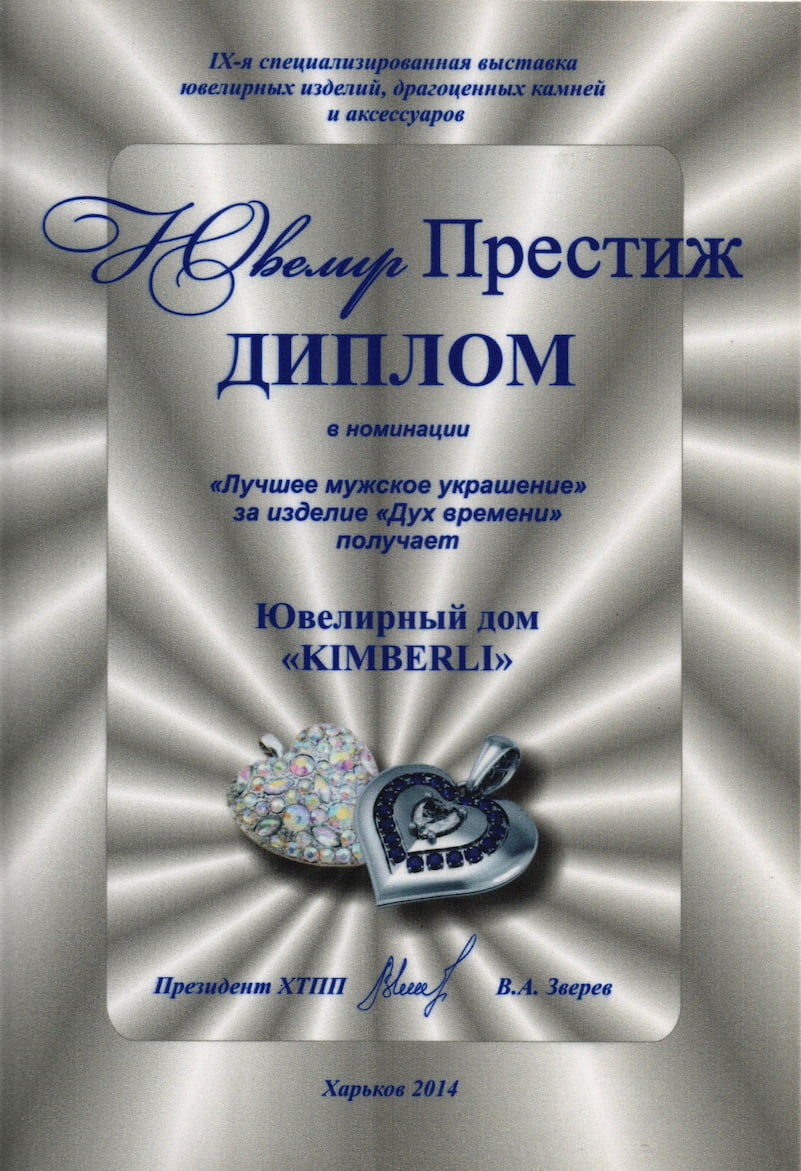 IX-я специализированная выставка
ювелирных изделий, драгоценных камней
и аксессуаров
Ювелир Престиж
ДИПЛОМ
в номинации
«Лучшее мужское украшение»
за изделие «Дух времени»
получает
Ювелирный дом
«KIMBERLI»
Президент ХТПП В.А. Зверев
Харьков 2014